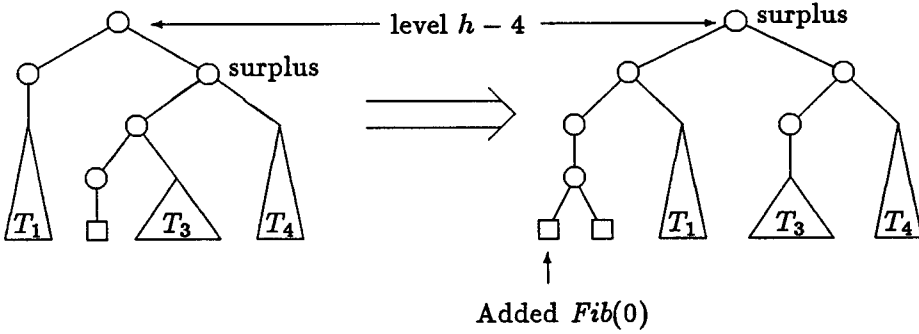 level h − 4
surplus
surplus
T₁
T₃
T₄
T₁
T₃
T₄
Added Fib(0)